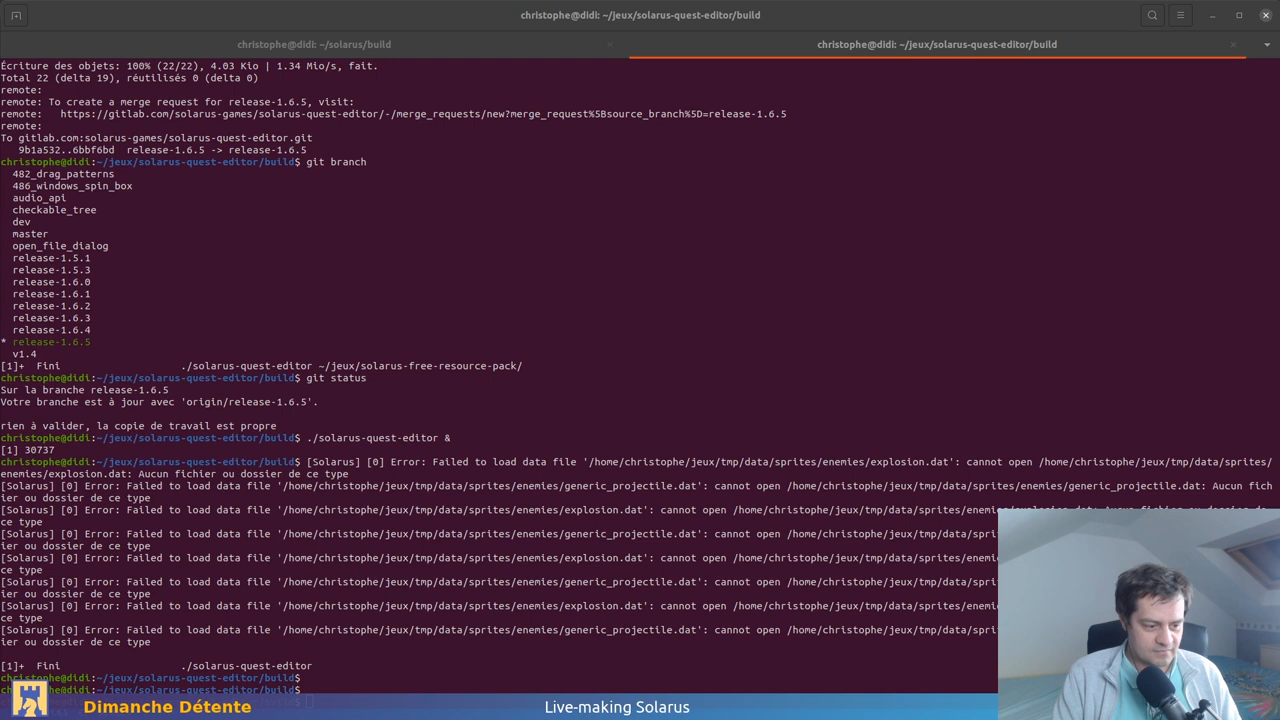 christophe@didi: ~/jeux/solarus-quest-editor/build
christophe@didi: ~/solarus/build
christophe@didi: ~/jeux/solarus-quest-editor/build
Écriture des objets: 100% (22/22), 4.03 Kio | 1.34 Mio/s, fait.
Total 22 (delta 19), réutilisés 0 (delta 0)
remote:
remote: To create a merge request for release-1.6.5, visit:
remote:   https://gitlab.com/solarus-games/solarus-quest-editor/-/merge_requests/new?merge_request%5Bsource_branch%5D=release-1.6.5
remote:
To gitlab.com:solarus-games/solarus-quest-editor.git
   9b1a532..6bbf6bd  release-1.6.5 -> release-1.6.5
christophe@didi:~/jeux/solarus-quest-editor/build$ git branch
  482_drag_patterns
  486_windows_spin_box
  audio_api
  checkable_tree
  dev
  master
  open_file_dialog
  release-1.5.1
  release-1.5.3
  release-1.6.0
  release-1.6.1
  release-1.6.2
  release-1.6.3
  release-1.6.4
* release-1.6.5
  v1.4
[1]+  Fini                    ./solarus-quest-editor ~/jeux/solarus-free-resource-pack/
christophe@didi:~/jeux/solarus-quest-editor/build$ git status
Sur la branche release-1.6.5
Votre branche est à jour avec 'origin/release-1.6.5'.
rien à valider, la copie de travail est propre
christophe@didi:~/jeux/solarus-quest-editor/build$ ./solarus-quest-editor &
[1] 30737
christophe@didi:~/jeux/solarus-quest-editor/build$ [Solarus] [0] Error: Failed to load data file '/home/christophe/jeux/tmp/data/sprites/enemies/explosion.dat': cannot open /home/christophe/jeux/tmp/data/sprites/
enemies/explosion.dat: Aucun fichier ou dossier de ce type
[Solarus] [0] Error: Failed to load data file '/home/christophe/jeux/tmp/data/sprites/enemies/generic_projectile.dat': cannot open /home/christophe/jeux/tmp/data/sprites/enemies/generic_projectile.dat: Aucun fich
ier ou dossier de ce type
[Solarus] [0] Error: Failed to load data file '/home/christophe/jeux/tmp/data/sprites/enemies/explosion.dat': cannot open /home/christophe/jeux/tmp/data/sprites/enemies/explosion.dat: Aucun fichier ou dossier de
ce type
[Solarus] [0] Error: Failed to load data file '/home/christophe/jeux/tmp/data/sprites/enemies/generic_projectile.dat': cannot open /home/christophe/jeux/tmp/data/sprites
ier ou dossier de ce type
[Solarus] [0] Error: Failed to load data file '/home/christophe/jeux/tmp/data/sprites/enemies/explosion.dat': cannot open /home/christophe/jeux/tmp/data/sprites/enem
ce type
[Solarus] [0] Error: Failed to load data file '/home/christophe/jeux/tmp/data/sprites/enemies/generic_projectile.dat': cannot open /home/christophe/jeux/tmp/data/sprites
ier ou dossier de ce type
[Solarus] [0] Error: Failed to load data file '/home/christophe/jeux/tmp/data/sprites/enemies/explosion.dat': cannot open /home/christophe/jeux/tmp/data/sprites/enem
ce type
[Solarus] [0] Error: Failed to load data file '/home/christophe/jeux/tmp/data/sprites/enemies/generic_projectile.dat': cannot open /home/christophe/jeux/tmp/data/sprites
ier ou dossier de ce type
[1]+  Fini                    ./solarus-quest-editor
christophe@didi:~/jeux/solarus-quest-editor/build$
christophe@didi:~/jeux/solarus-quest-editor/build$
Dimanche Détente
Live-making Solarus